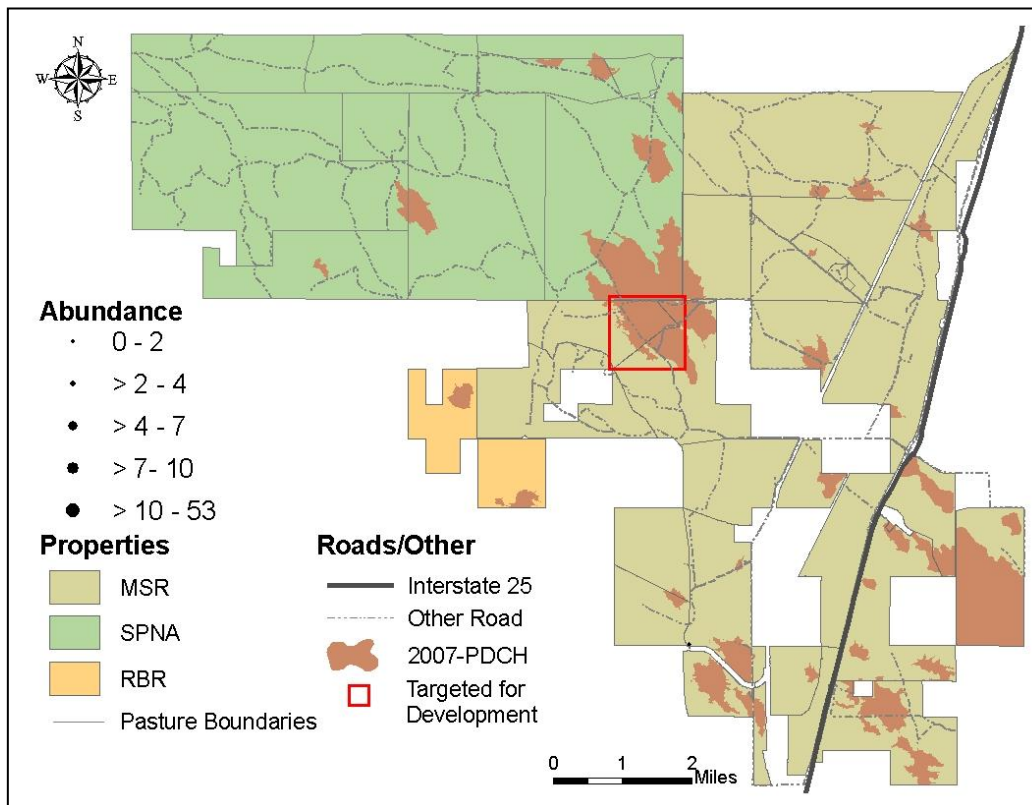 N
W E
S
Abundance
0 - 2
> 2 - 4
> 4 - 7
> 7- 10
> 10 - 53
Properties
MSR
SPNA
RBR
Pasture Boundaries
Roads/Other
Interstate 25
Other Road
2007-PDCH
Targeted for
Development
0 1 2
Miles